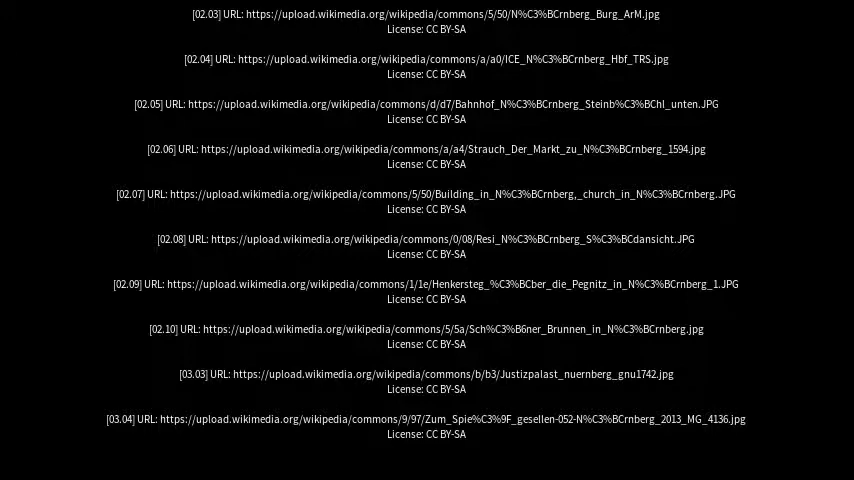 [02.03] URL: https://upload.wikimedia.org/wikipedia/commons/5/50/N%C3%BCrnberg_Burg_ArM.jpg
License: CC BY-SA
[02.04] URL: https://upload.wikimedia.org/wikipedia/commons/a/a0/ICE_N%C3%BCrnberg_Hbf_TRS.jpg
License: CC BY-SA
[02.05] URL: https://upload.wikimedia.org/wikipedia/commons/d/d7/Bahnhof_N%C3%BCrnberg_Steinb%C3%BChl_unten.JPG
License: CC BY-SA
[02.06] URL: https://upload.wikimedia.org/wikipedia/commons/a/a4/Strauch_Der_Markt_zu_N%C3%BCrnberg_1594.jpg
License: CC BY-SA
[02.07] URL: https://upload.wikimedia.org/wikipedia/commons/5/50/Building_in_N%C3%BCrnberg,_church_in_N%C3%BCrnberg.JPG
License: CC BY-SA
[02.08] URL: https://upload.wikimedia.org/wikipedia/commons/0/08/Resi_N%C3%BCrnberg_S%C3%BCdansicht.JPG
License: CC BY-SA
[02.09] URL: https://upload.wikimedia.org/wikipedia/commons/1/1e/Henkersteg_%C3%BCber_die_Pegnitz_in_N%C3%BCrnberg_1.JPG
License: CC BY-SA
[02.10] URL: https://upload.wikimedia.org/wikipedia/commons/5/5a/Sch%C3%B6ner_Brunnen_in_N%C3%BCrnberg.jpg
License: CC BY-SA
[03.03] URL: https://upload.wikimedia.org/wikipedia/commons/b/b3/Justizpalast_nuernberg_gnu1742.jpg
License: CC BY-SA
[03.04] URL: https://upload.wikimedia.org/wikipedia/commons/9/97/Zum_Spie%C3%9F_gesellen-052-N%C3%BCrnberg_2013_MG_4136.jpg
License: CC BY-SA